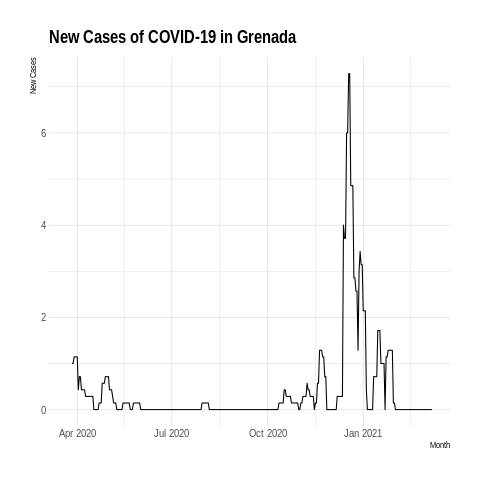 New Cases of COVID-19 in Grenada
New Cases
6
4
2
0
Apr 2020 Jul 2020 Oct 2020 Jan 2021
Month